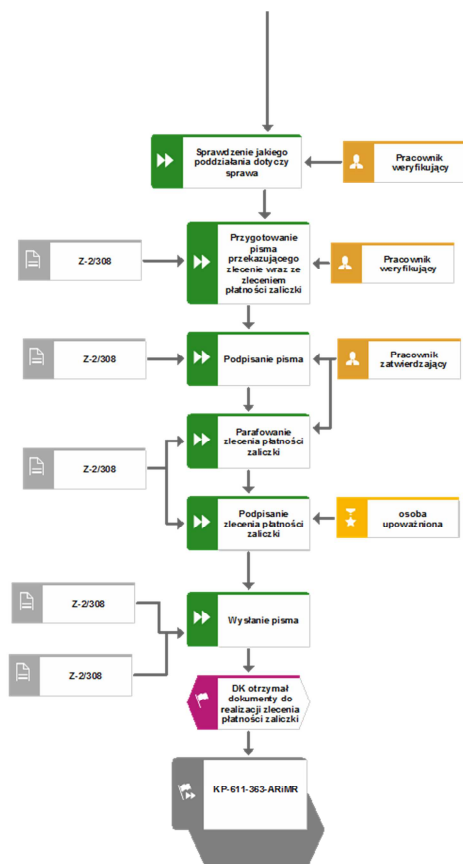 Sprawdzenie jakiego
poddziałania dotyczy
sprawa
Pracownik
weryfikujący
Z-2/308
Przygotowanie
pisma
przekazującego
zlecenie wraz ze
zleceniem
płatności zaliczki
Pracownik
weryfikujący
Z-2/308
Podpisanie pisma
Pracownik
zatwierdzający
Z-2/308
Parafowanie
zlecenia płatności
zaliczki
Podpisanie
zlecenia płatności
zaliczki
osoba
upoważniona
Z-2/308
Wysłanie pisma
Z-2/308
DK otrzymał
dokumenty do
realizacji zlecenia
płatności zaliczki
KP-611-363-ARiMR